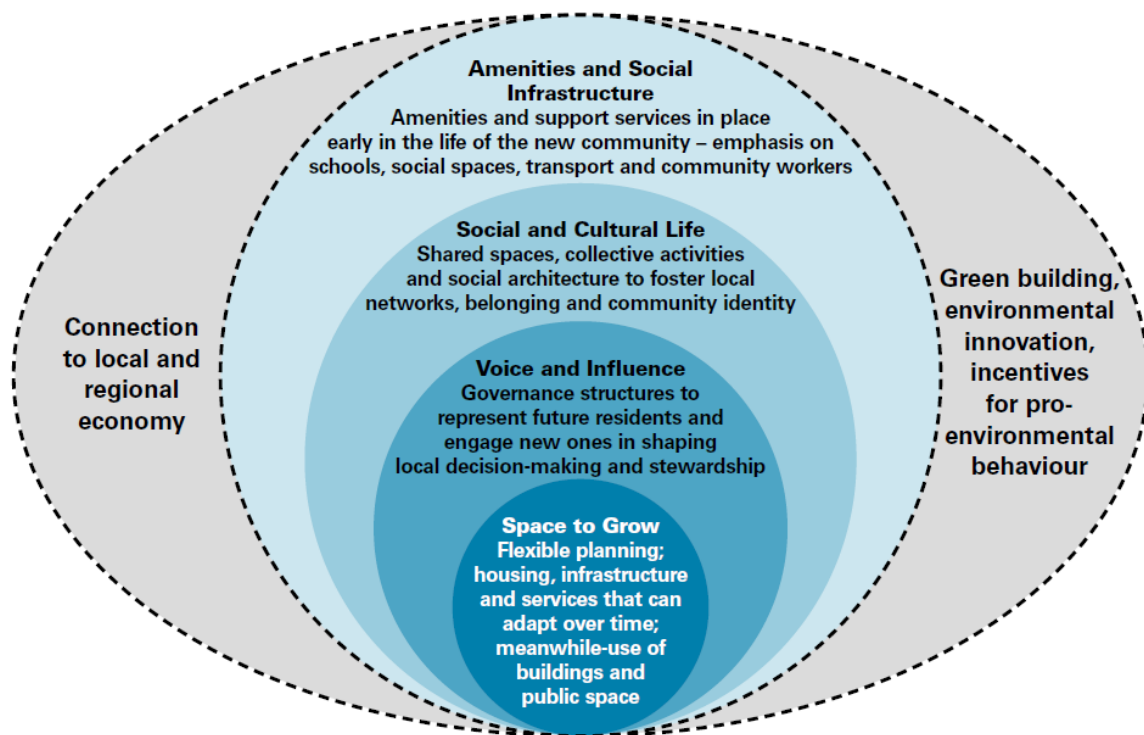 Amenities and Social
Infrastructure
Amenities and support services in place
early in the life of the new community – emphasis on
schools, social spaces, transport and community workers
Social and Cultural Life
Shared spaces, collective activities
and social architecture to foster local
networks, belonging and community identity
Voice and Influence
Governance structures to
represent future residents and
engage new ones in shaping
local decision-making and stewardship
Space to Grow
Flexible planning;
housing, infrastructure
and services that can
adapt over time;
meanwhile-use of
buildings and
public space
Connection
to local and
regional
economy
Green building,
environmental
innovation,
incentives
for pro-
environmental
behaviour